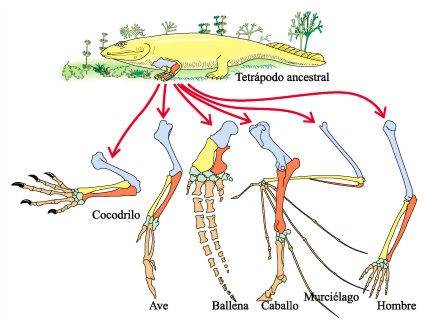 Tetrápodo ancestral
Cocodrilo
Ave
Ballena
Caballo
Murciélago
Hombre